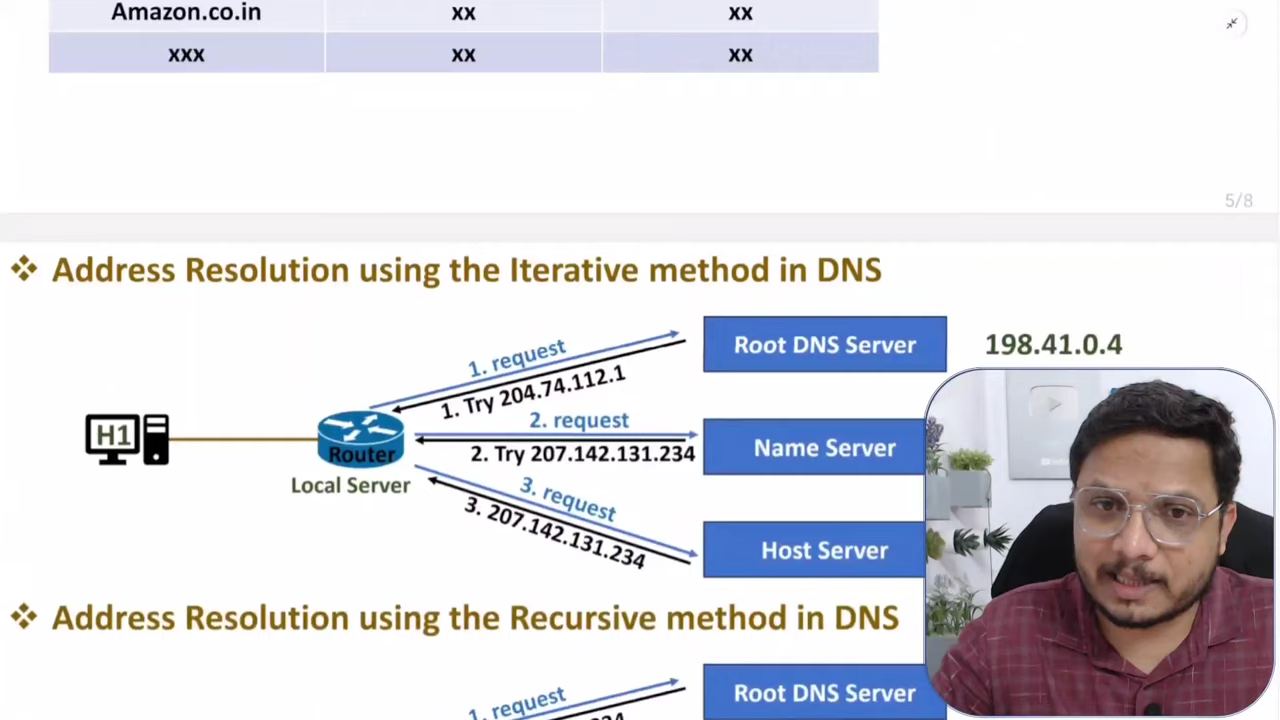 Amazon.co.in xx xx
xxx xx xx
5/8
❖ Address Resolution using the Iterative method in DNS
1. request
Root DNS Server
198.41.0.4
1. Try 204.74.112.1
2. request
H1
Router
2. Try 207.142.131.234
Name Server
Local Server
3. request
3. 207.142.131.234
Host Server
❖ Address Resolution using the Recursive method in DNS
1. request
Root DNS Server